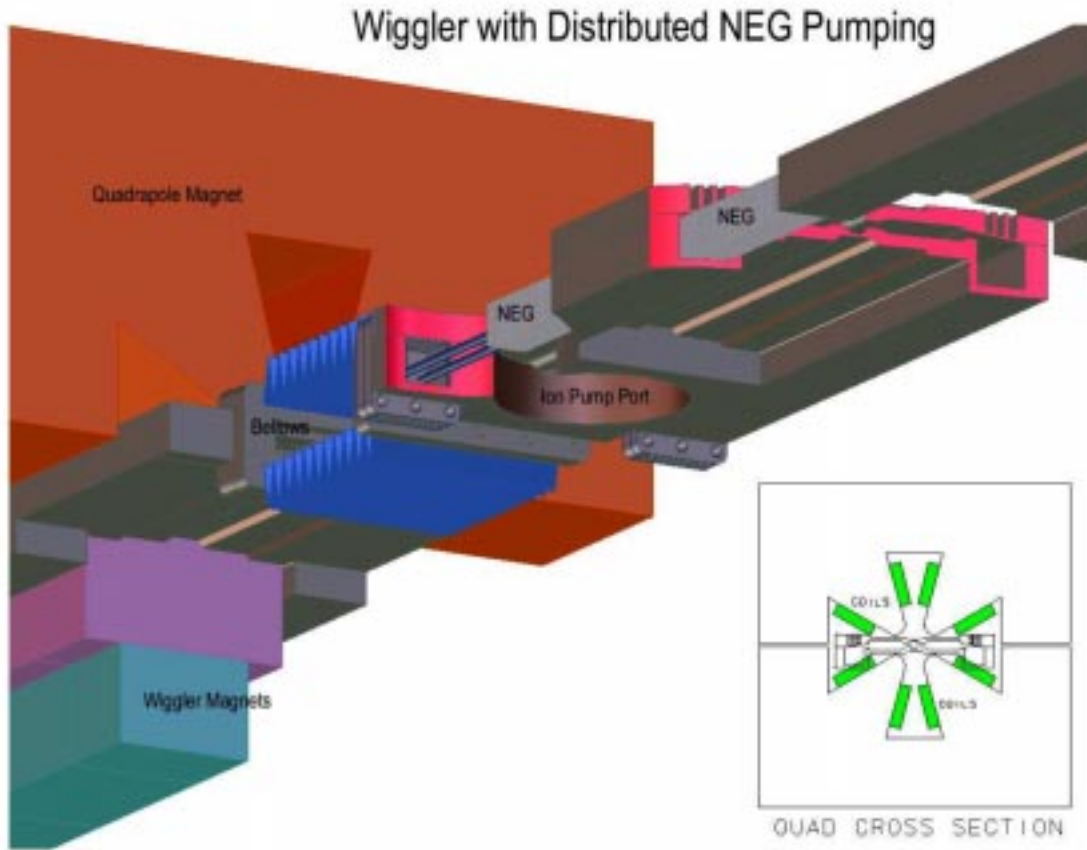 Wiggler with Distributed NEG Pumping
Quadrapole Magnet
NEG
NEG
Ion Pump Port
Bellows
Wiggler Magnets
COILS
COILS
QUAD CROSS SECTION